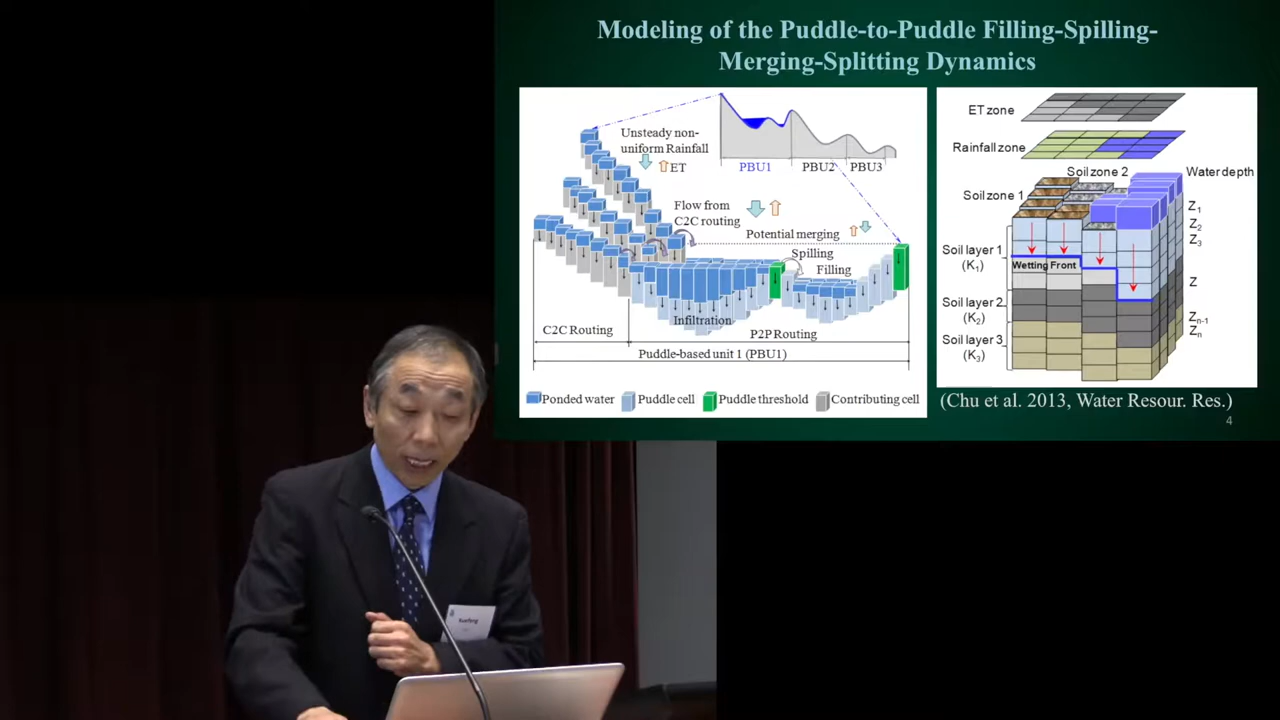 Modeling of the Puddle-to-Puddle Filling-Spilling-
Merging-Splitting Dynamics
Unsteady non-
uniform Rainfall
ET
PBU1
PBU2
PBU3
Flow from
C2C routing
Potential merging
Spilling
Filling
Infiltration
C2C Routing
P2P Routing
Puddle-based unit 1 (PBU1)
Ponded water
Puddle cell
Puddle threshold
Contributing cell
ET zone
Rainfall zone
Soil zone 2
Water depth
Soil zone 1
Z1
Z2
Z3
Soil layer 1
(K1)
Wetting Front
Z
Soil layer 2
(K2)
Zn-1
Zn
Soil layer 3
(K3)
(Chu et al. 2013, Water Resour. Res.)
4
Xuefeng